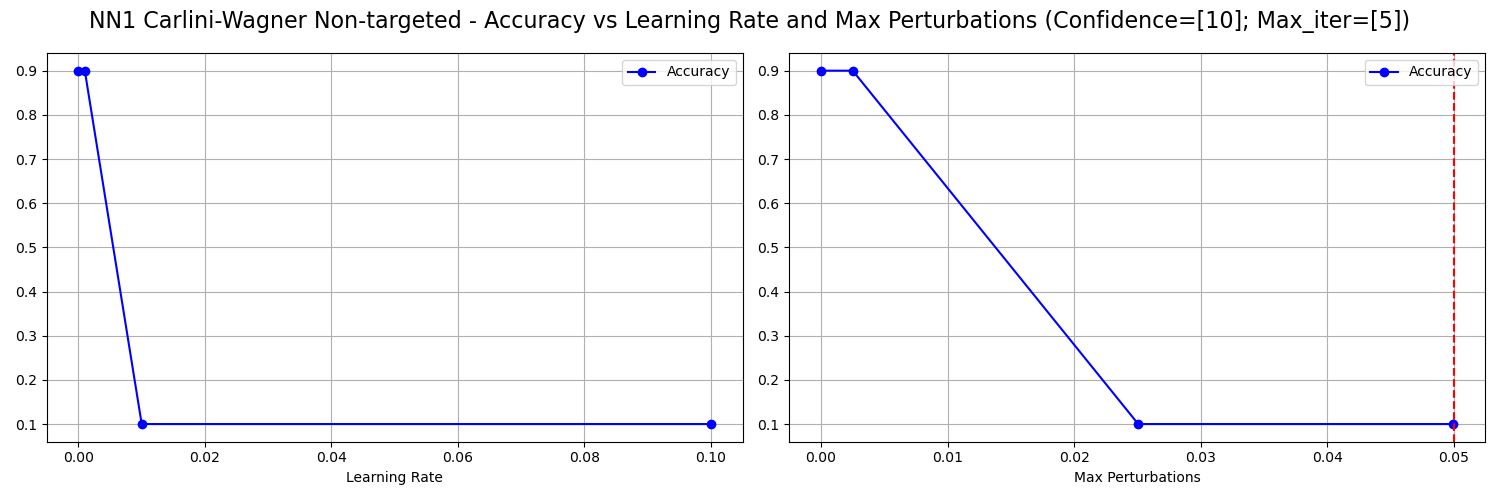 NN1 Carlini-Wagner Non-targeted - Accuracy vs Learning Rate and Max Perturbations (Confidence=[10]; Max_iter=[5])
Accuracy
0.9
0.8
0.7
0.6
0.5
0.4
0.3
0.2
0.1
0.00 0.02 0.04 0.06 0.08 0.10
Learning Rate
Accuracy
0.9
0.8
0.7
0.6
0.5
0.4
0.3
0.2
0.1
0.00 0.01 0.02 0.03 0.04 0.05
Max Perturbations